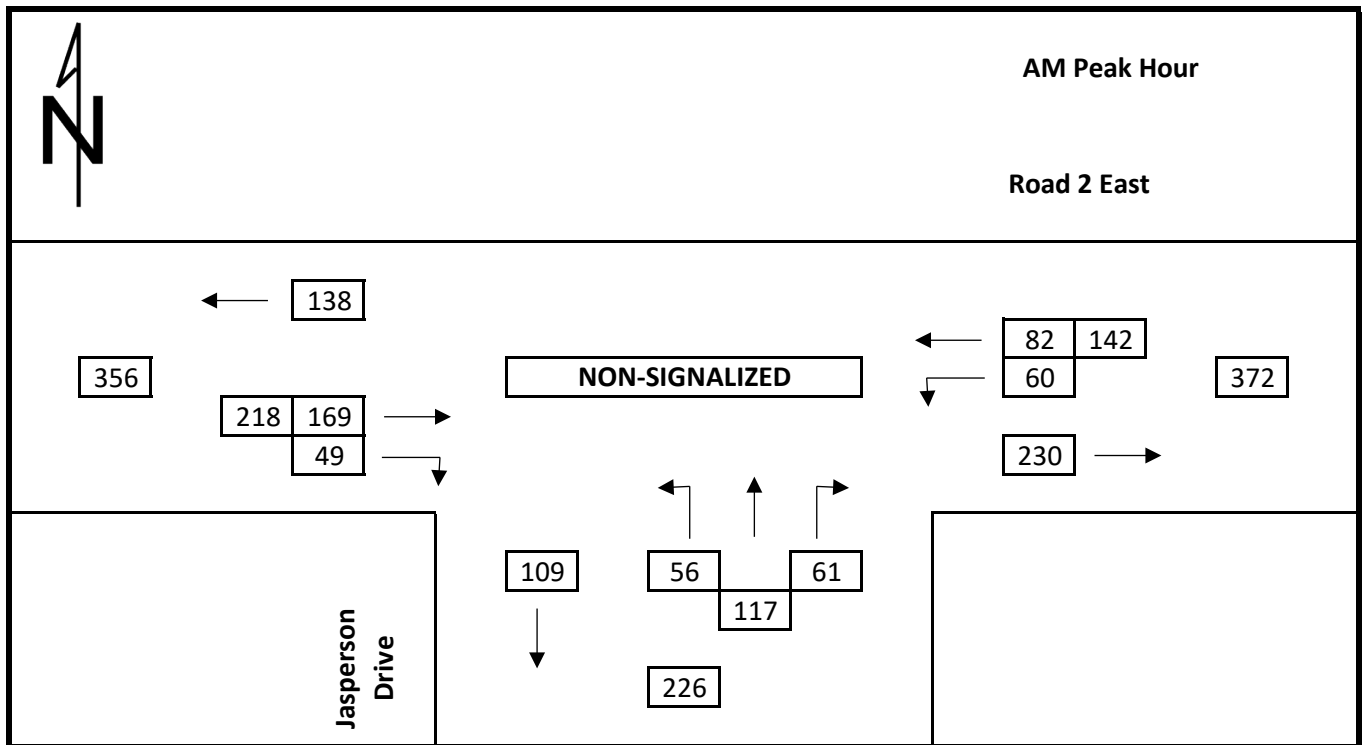 AM Peak Hour
N
Road 2 East
138
82 142
356
NON-SIGNALIZED
60
372
218 169
49
230
109
56
61
117
Jasperson
Drive
226